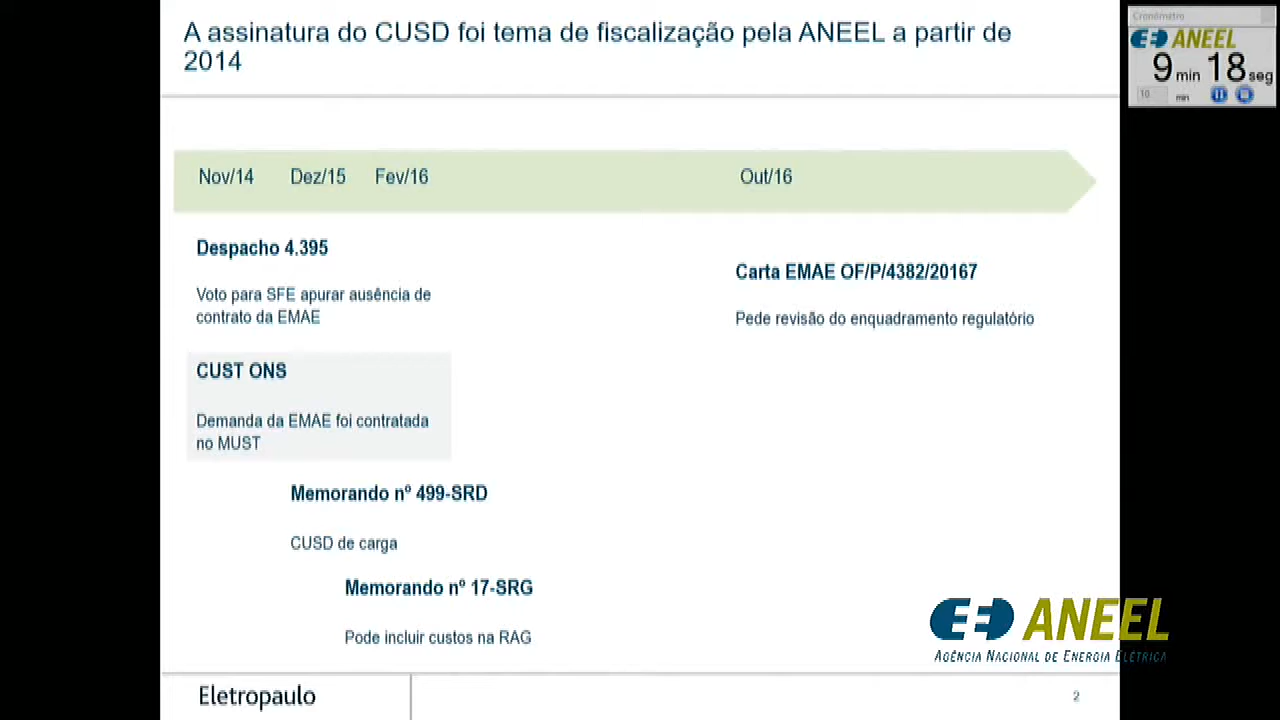 A assinatura do CUSD foi tema de fiscalização pela ANEEL a partir de
2014
Cronômetro
ANEEL
9 min 18 seg
10 min
Nov/14 Dez/15 Fev/16 Out/16
Despacho 4.395
Voto para SFE apurar ausência de
contrato da EMAE
Carta EMAE OF/P/4382/20167
Pede revisão do enquadramento regulatório
CUST ONS
Demanda da EMAE foi contratada
no MUST
Memorando nº 499-SRD
CUSD de carga
Memorando nº 17-SRG
Pode incluir custos na RAG
ANEEL
AGÊNCIA NACIONAL DE ENERGIA ELÉTRICA
Eletropaulo
2